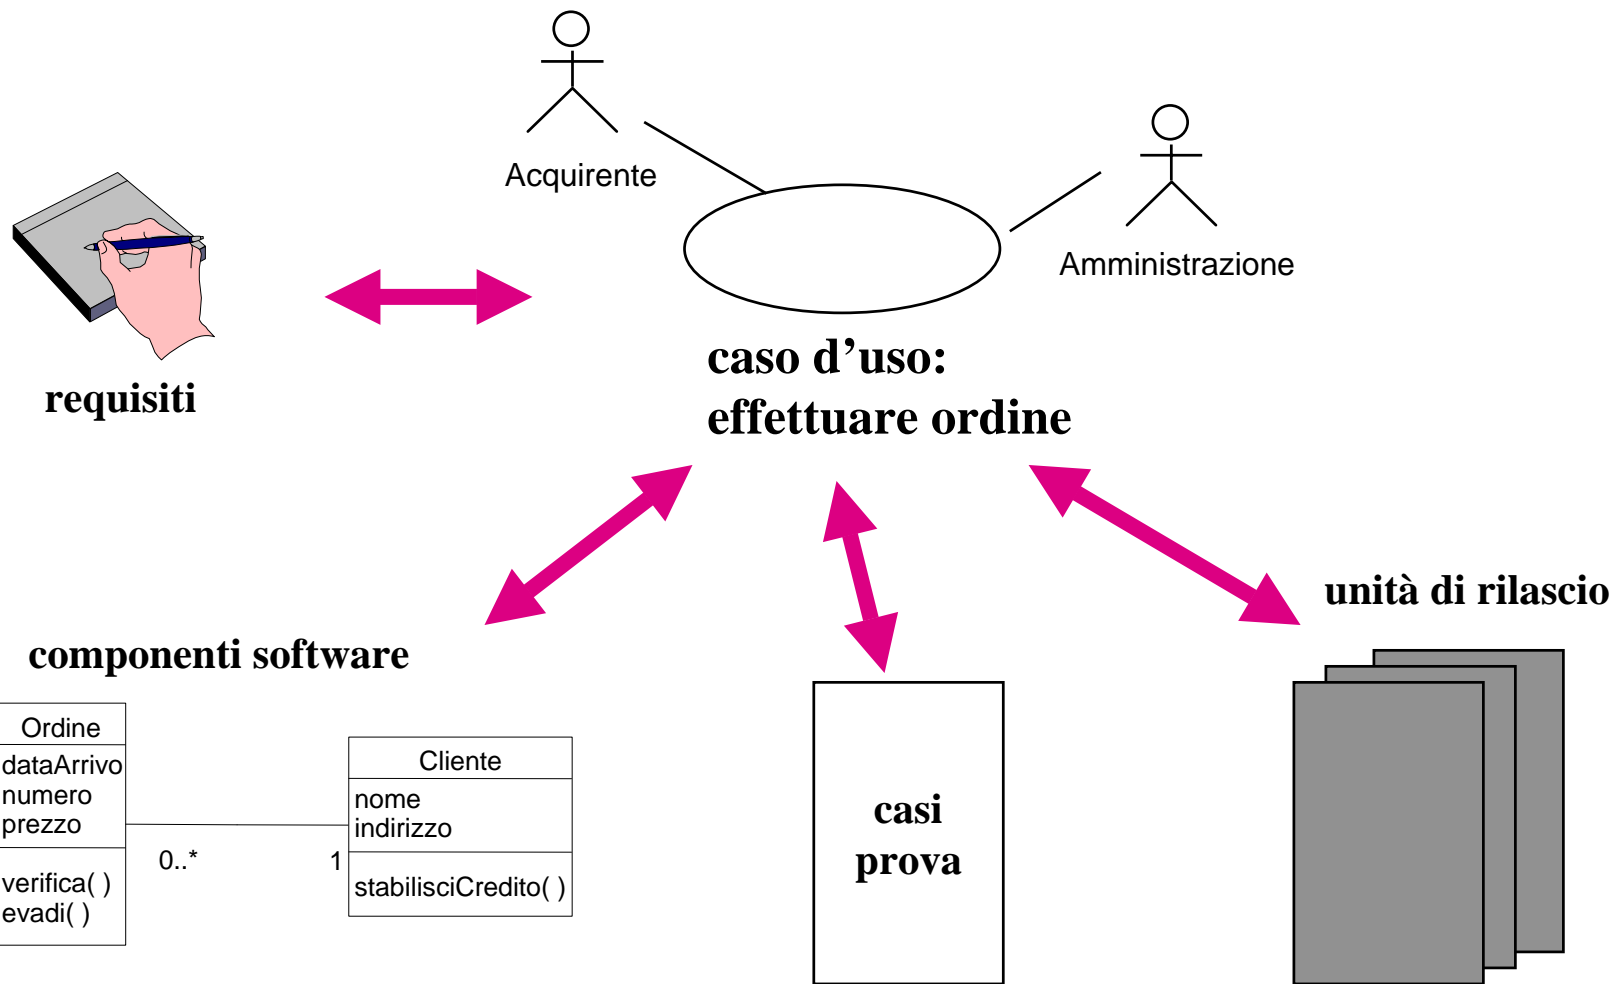 Acquirente
Amministrazione
requisiti
caso d’uso:
effettuare ordine
unità di rilascio
componenti software
Ordine
dataArrivo
numero
prezzo
verifica( )
evadi( )
0..*
1
Cliente
nome
indirizzo
stabilisciCredito( )
casi
prova